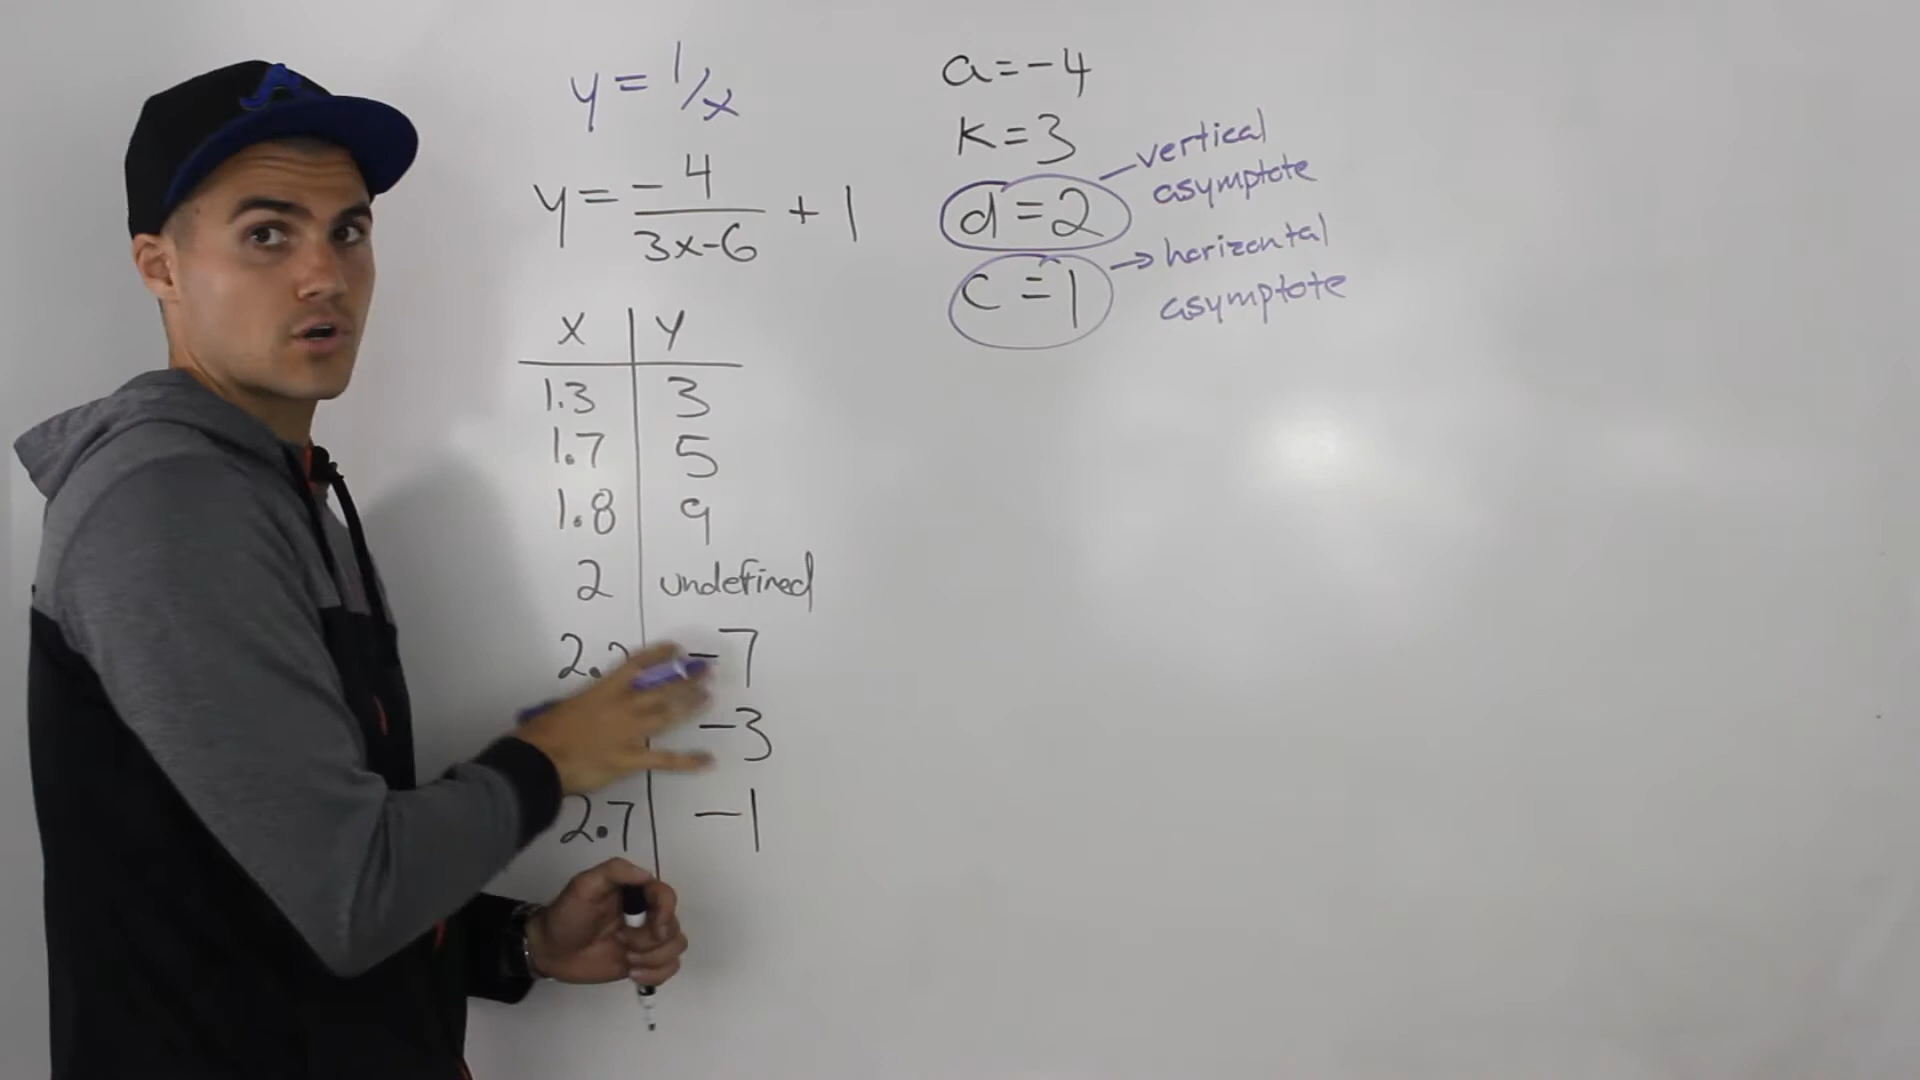 y = 1/x
y = -4/(3x-6) + 1
a = -4
k = 3
d = 2
vertical
asymptote
c = 1
horizontal
asymptote
x y
1.3 3
1.7 5
1.8 9
2 undefined
-7
-3
2.7 -1